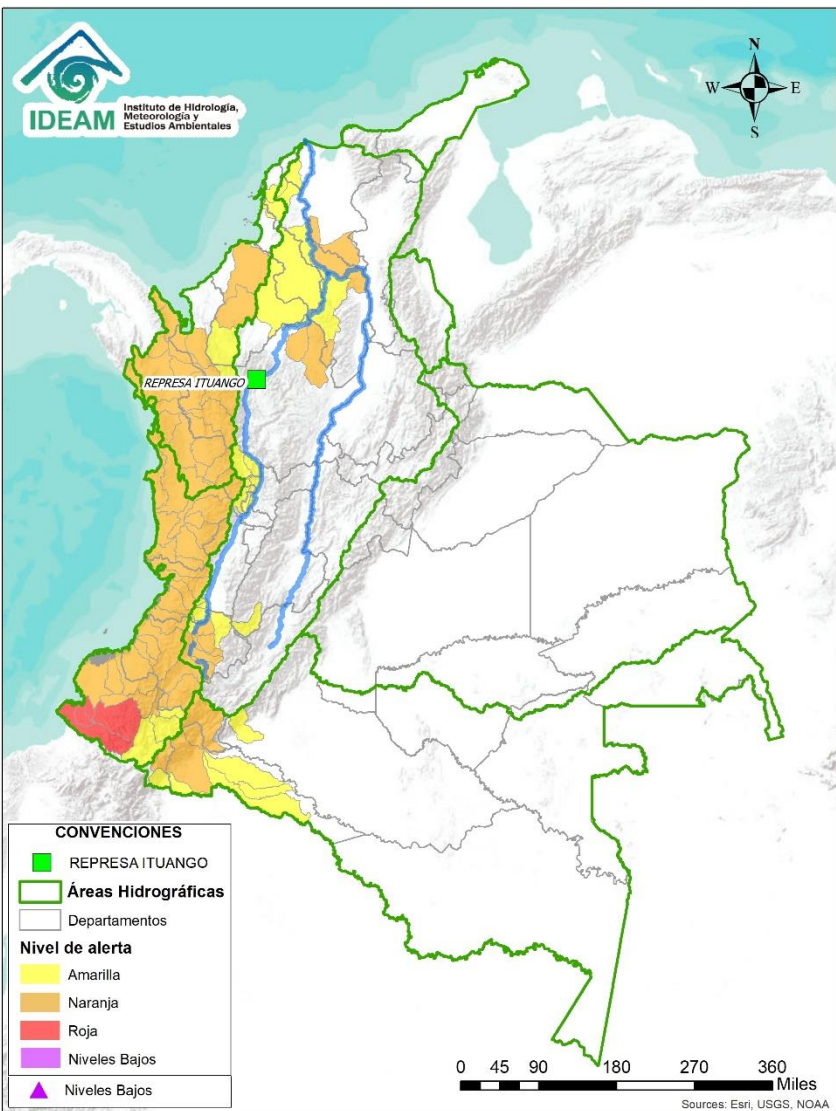 IDEAM
Instituto de Hidrología,
Meteorología y
Estudios Ambientales
N
W
E
S
REPRESA ITUANGO
CONVENCIONES
REPRESA ITUANGO
Áreas Hidrográficas
Departamentos
Nivel de alerta
Amarilla
Naranja
Roja
Niveles Bajos
Niveles Bajos
0 45 90 180 270 360
Miles
Sources: Esri, USGS, NOAA